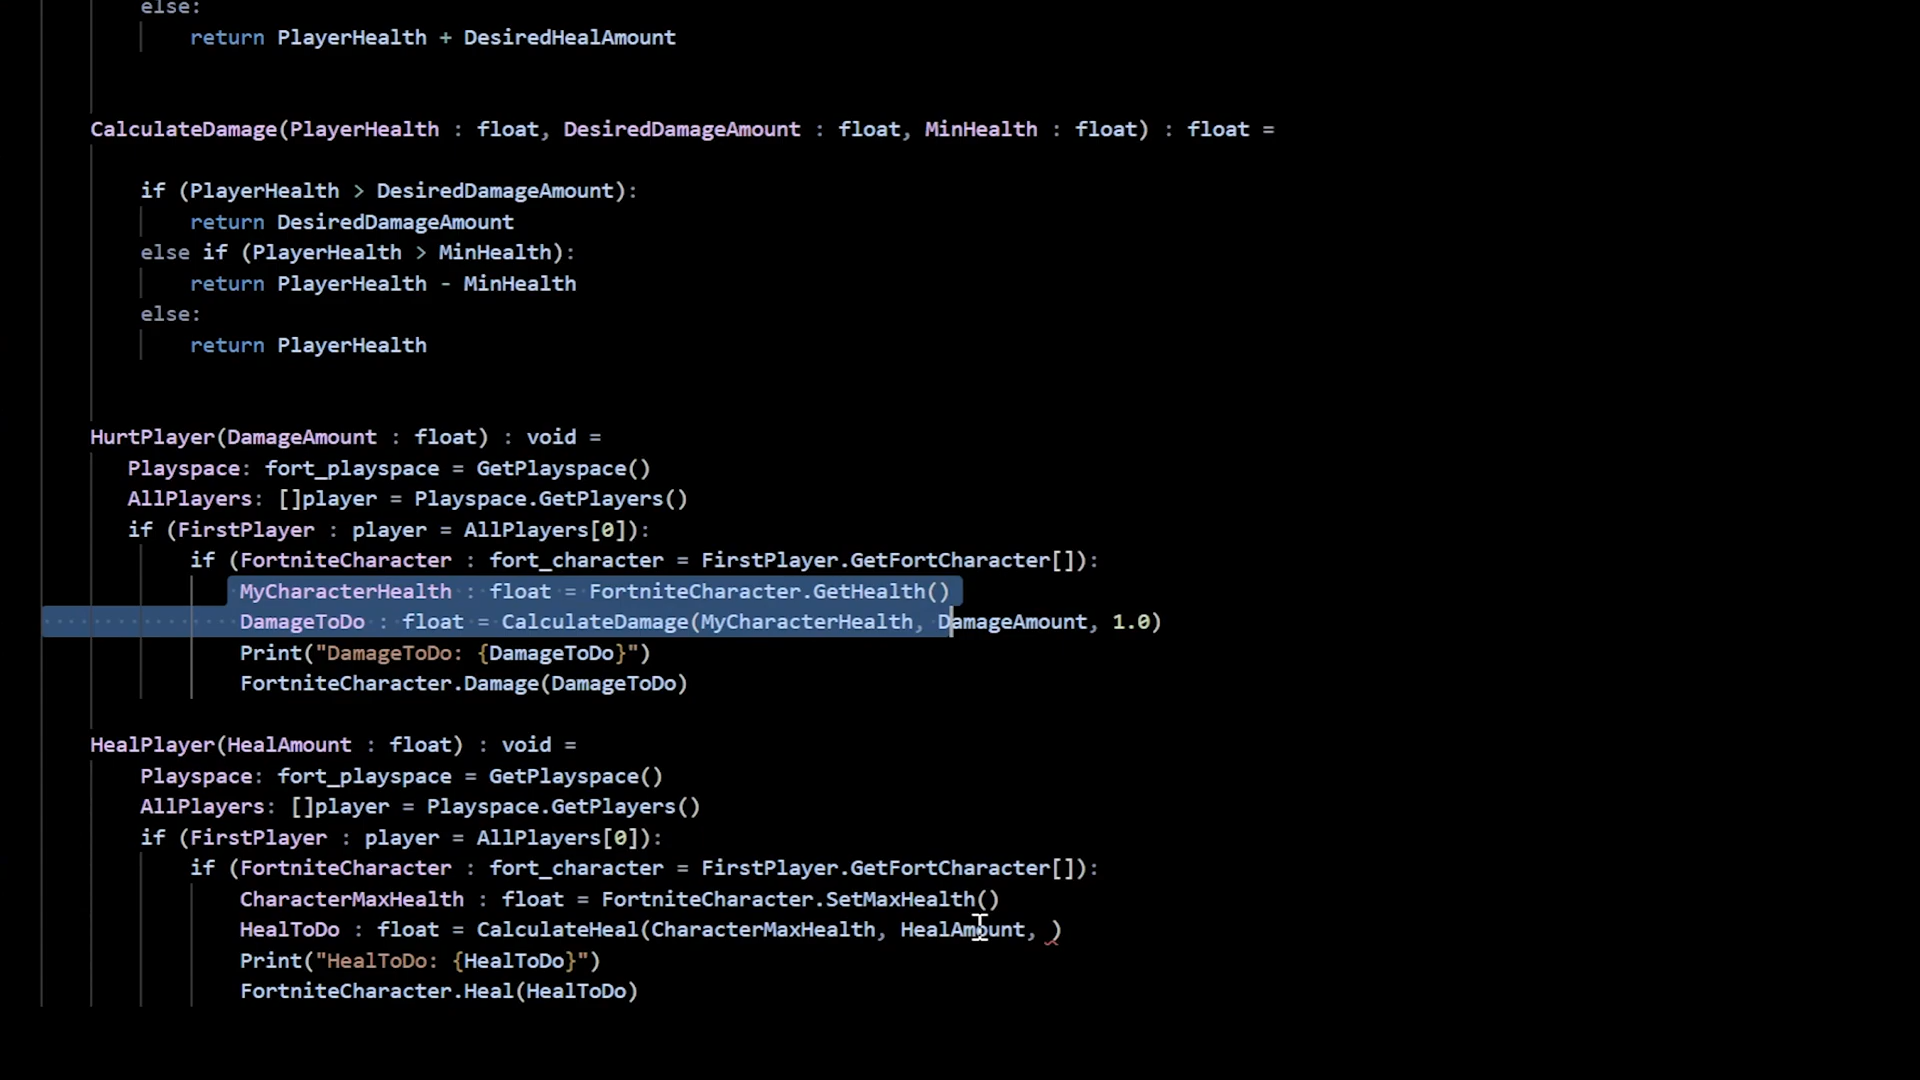 else:
return PlayerHealth + DesiredHealAmount
CalculateDamage(PlayerHealth : float, DesiredDamageAmount : float, MinHealth : float) : float =
if (PlayerHealth > DesiredDamageAmount):
return DesiredDamageAmount
else if (PlayerHealth > MinHealth):
return PlayerHealth - MinHealth
else:
return PlayerHealth
HurtPlayer(DamageAmount : float) : void =
Playspace: fort_playspace = GetPlayspace()
AllPlayers: []player = Playspace.GetPlayers()
if (FirstPlayer : player = AllPlayers[0]):
if (FortniteCharacter : fort_character = FirstPlayer.GetFortCharacter[]):
MyCharacterHealth : float = FortniteCharacter.GetHealth()
DamageToDo : float = CalculateDamage(MyCharacterHealth, DamageAmount, 1.0)
Print("DamageToDo: {DamageToDo}")
FortniteCharacter.Damage(DamageToDo)
HealPlayer(HealAmount : float) : void =
Playspace: fort_playspace = GetPlayspace()
AllPlayers: []player = Playspace.GetPlayers()
if (FirstPlayer : player = AllPlayers[0]):
if (FortniteCharacter : fort_character = FirstPlayer.GetFortCharacter[]):
CharacterMaxHealth : float = FortniteCharacter.SetMaxHealth()
HealToDo : float = CalculateHeal(CharacterMaxHealth, HealAmount, )
Print("HealToDo: {HealToDo}")
FortniteCharacter.Heal(HealToDo)